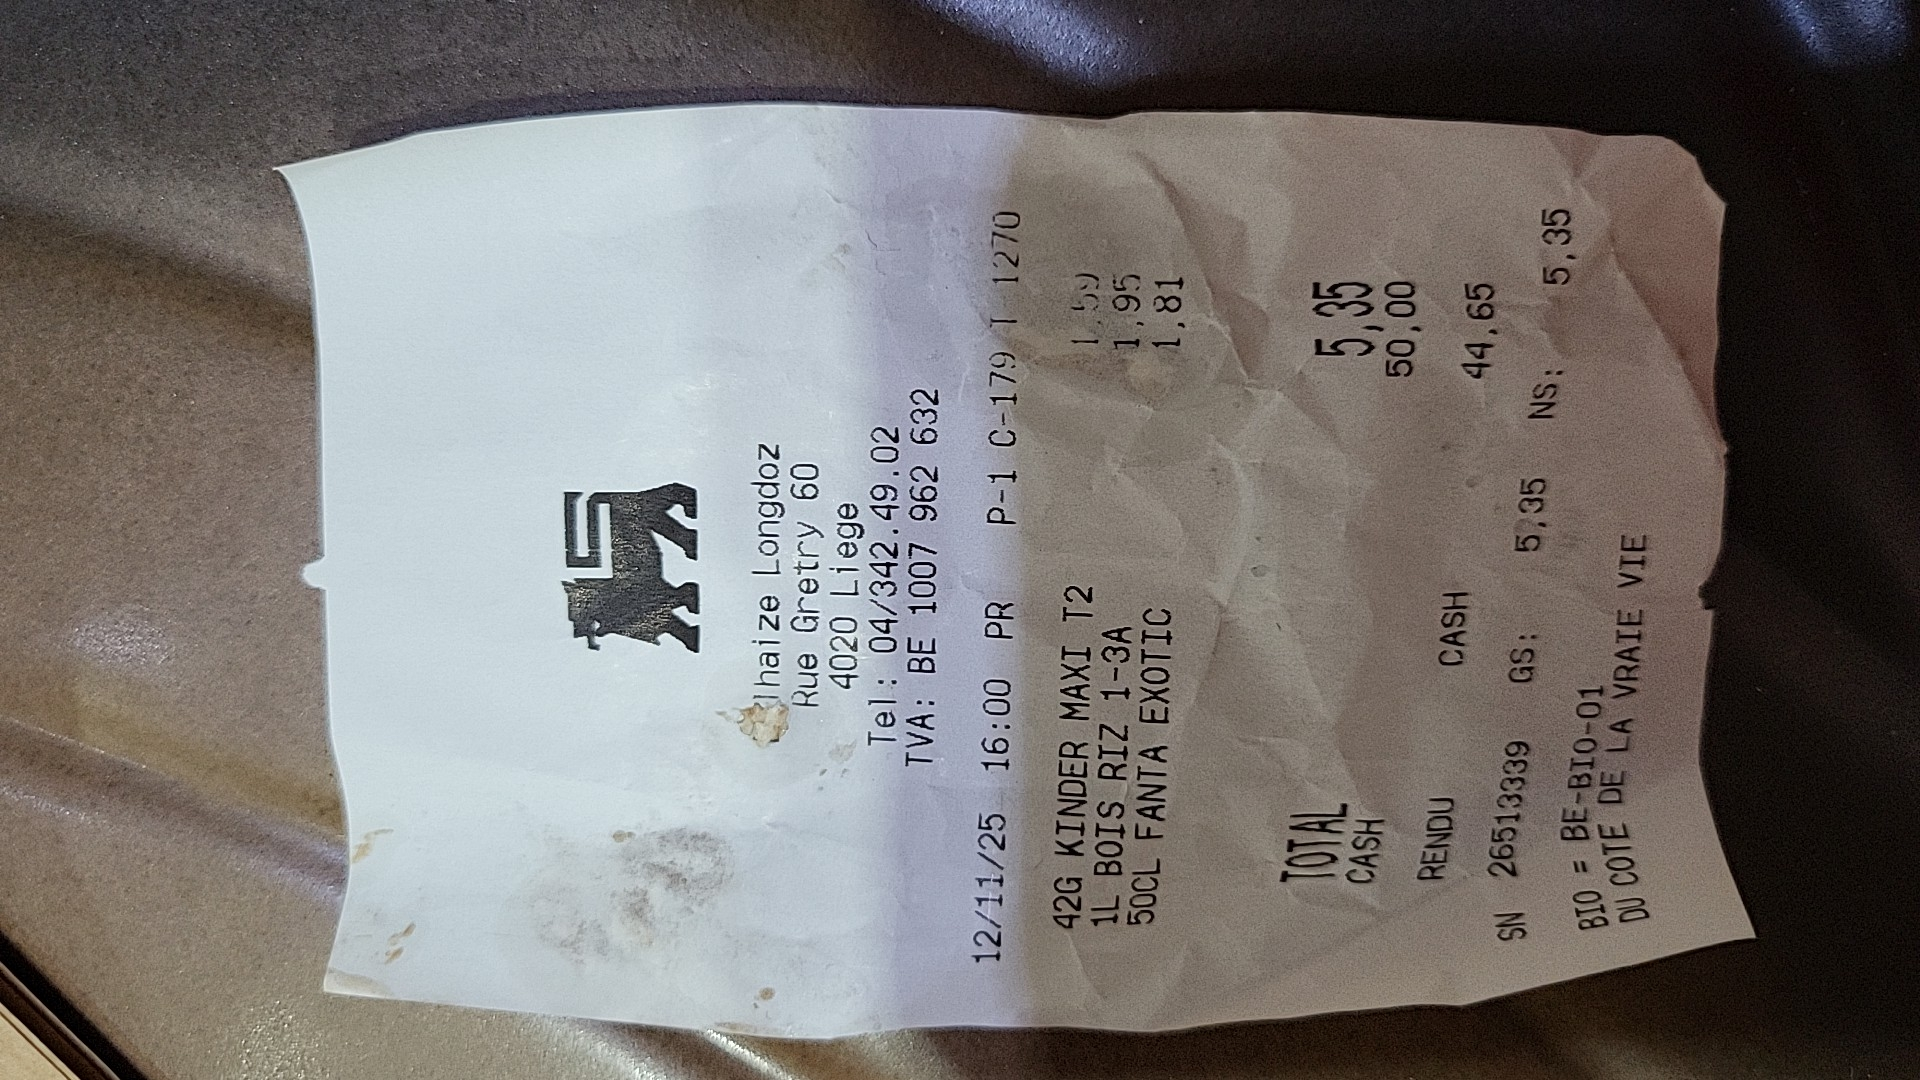 lhaize Longdoz
Rue Gretry 60
4020 Liege
Tel: 04/342.49.02
TVA: BE 1007 962 632
12/11/25 16:00 PR P-1 C-179 T 1270
42G KINDER MAXI T2 1,59
1L BOIS RIZ 1-3A 1,95
50CL FANTA EXOTIC 1,81
TOTAL 5,35
CASH 50,00
CASH
RENDU 44,65
SN 26513339 GS: 5,35 NS: 5,35
BIO = BE-BIO-01
DU COTE DE LA VRAIE VIE